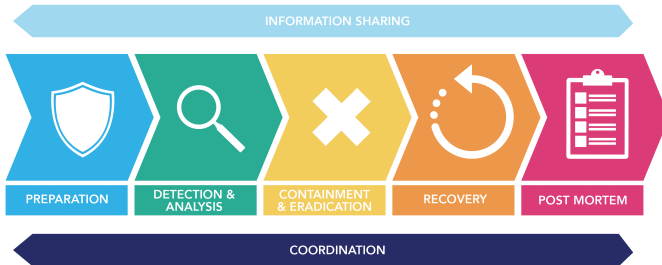 INFORMATION SHARING
PREPARATION
DETECTION &
ANALYSIS
CONTAINMENT
& ERADICATION
RECOVERY
POST MORTEM
COORDINATION